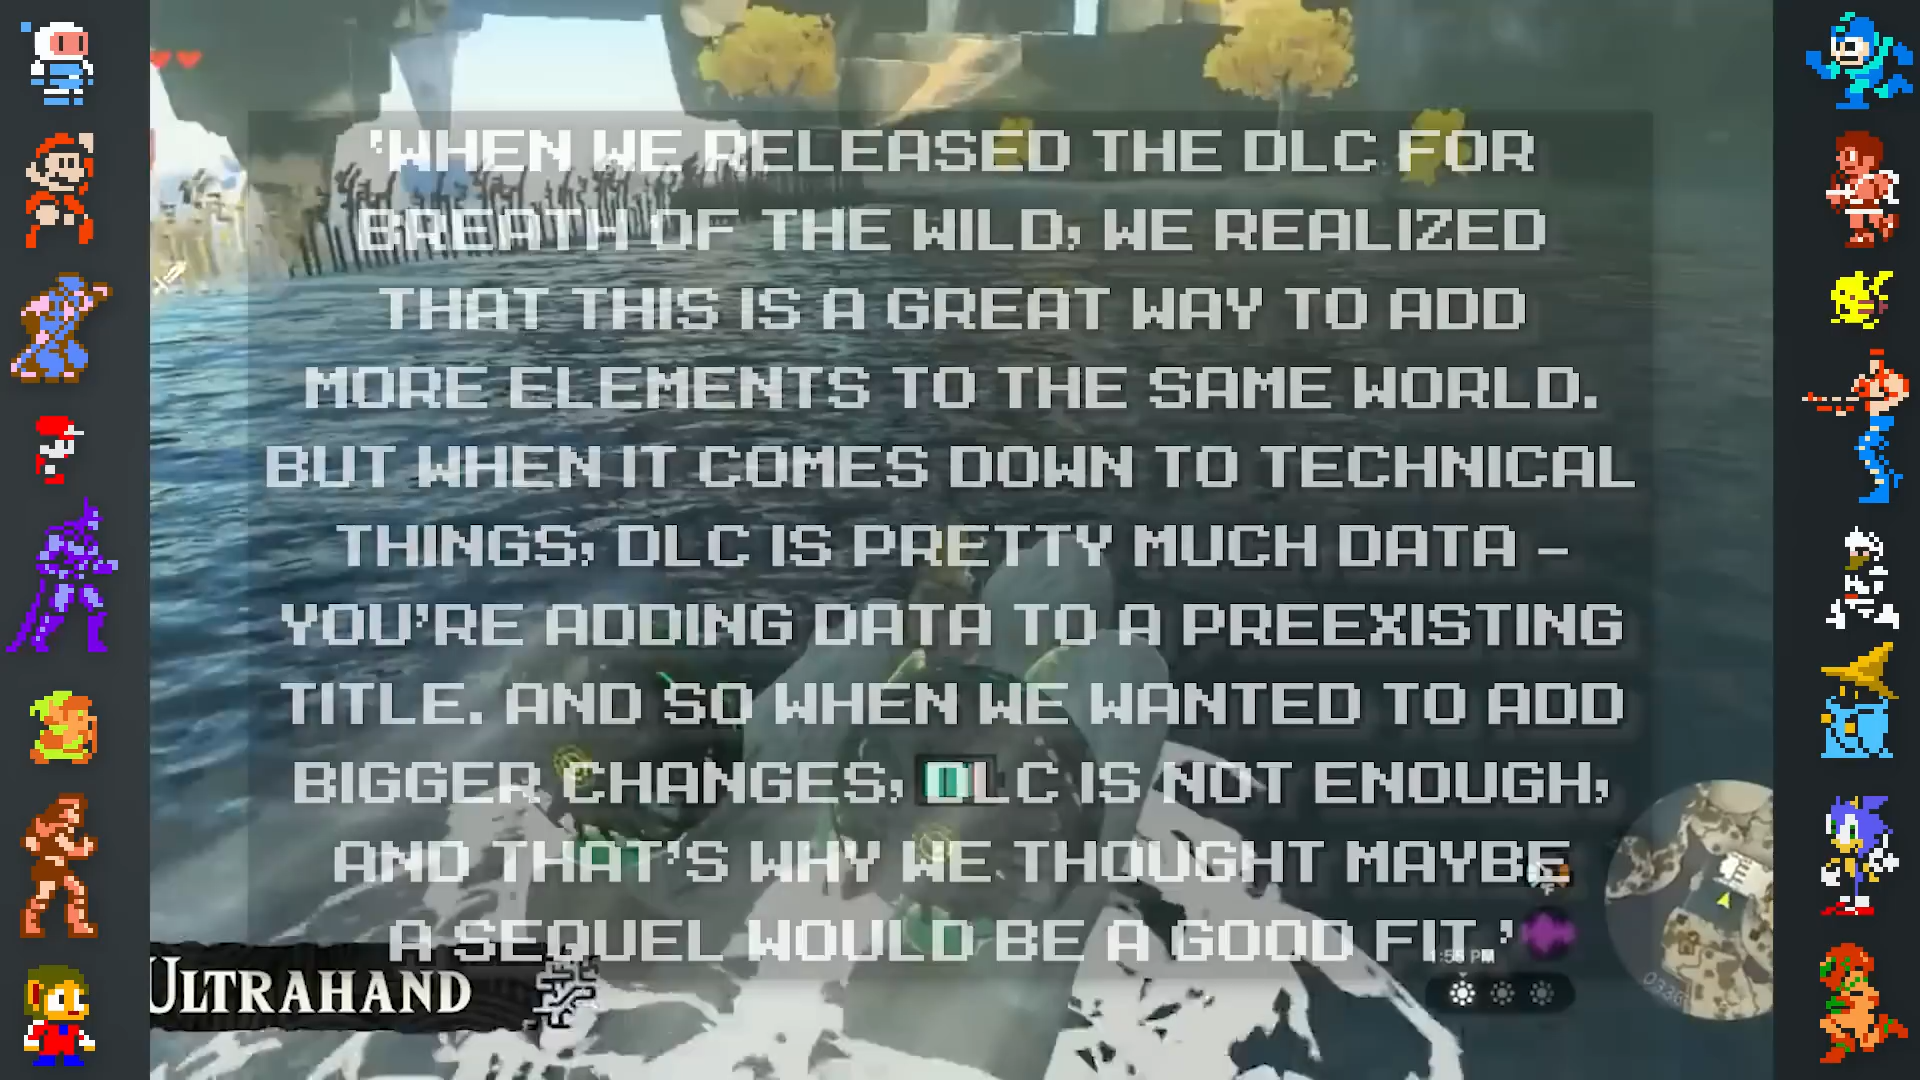 'WHEN WE RELEASED THE DLC FOR
BREATH OF THE WILD, WE REALIZED
THAT THIS IS A GREAT WAY TO ADD
MORE ELEMENTS TO THE SAME WORLD.
BUT WHEN IT COMES DOWN TO TECHNICAL
THINGS, DLC IS PRETTY MUCH DATA –
YOU'RE ADDING DATA TO A PREEXISTING
TITLE. AND SO WHEN WE WANTED TO ADD
BIGGER CHANGES, DLC IS NOT ENOUGH,
AND THAT'S WHY WE THOUGHT MAYBE
A SEQUEL WOULD BE A GOOD FIT.'
1:55 PM
ULTRAHAND